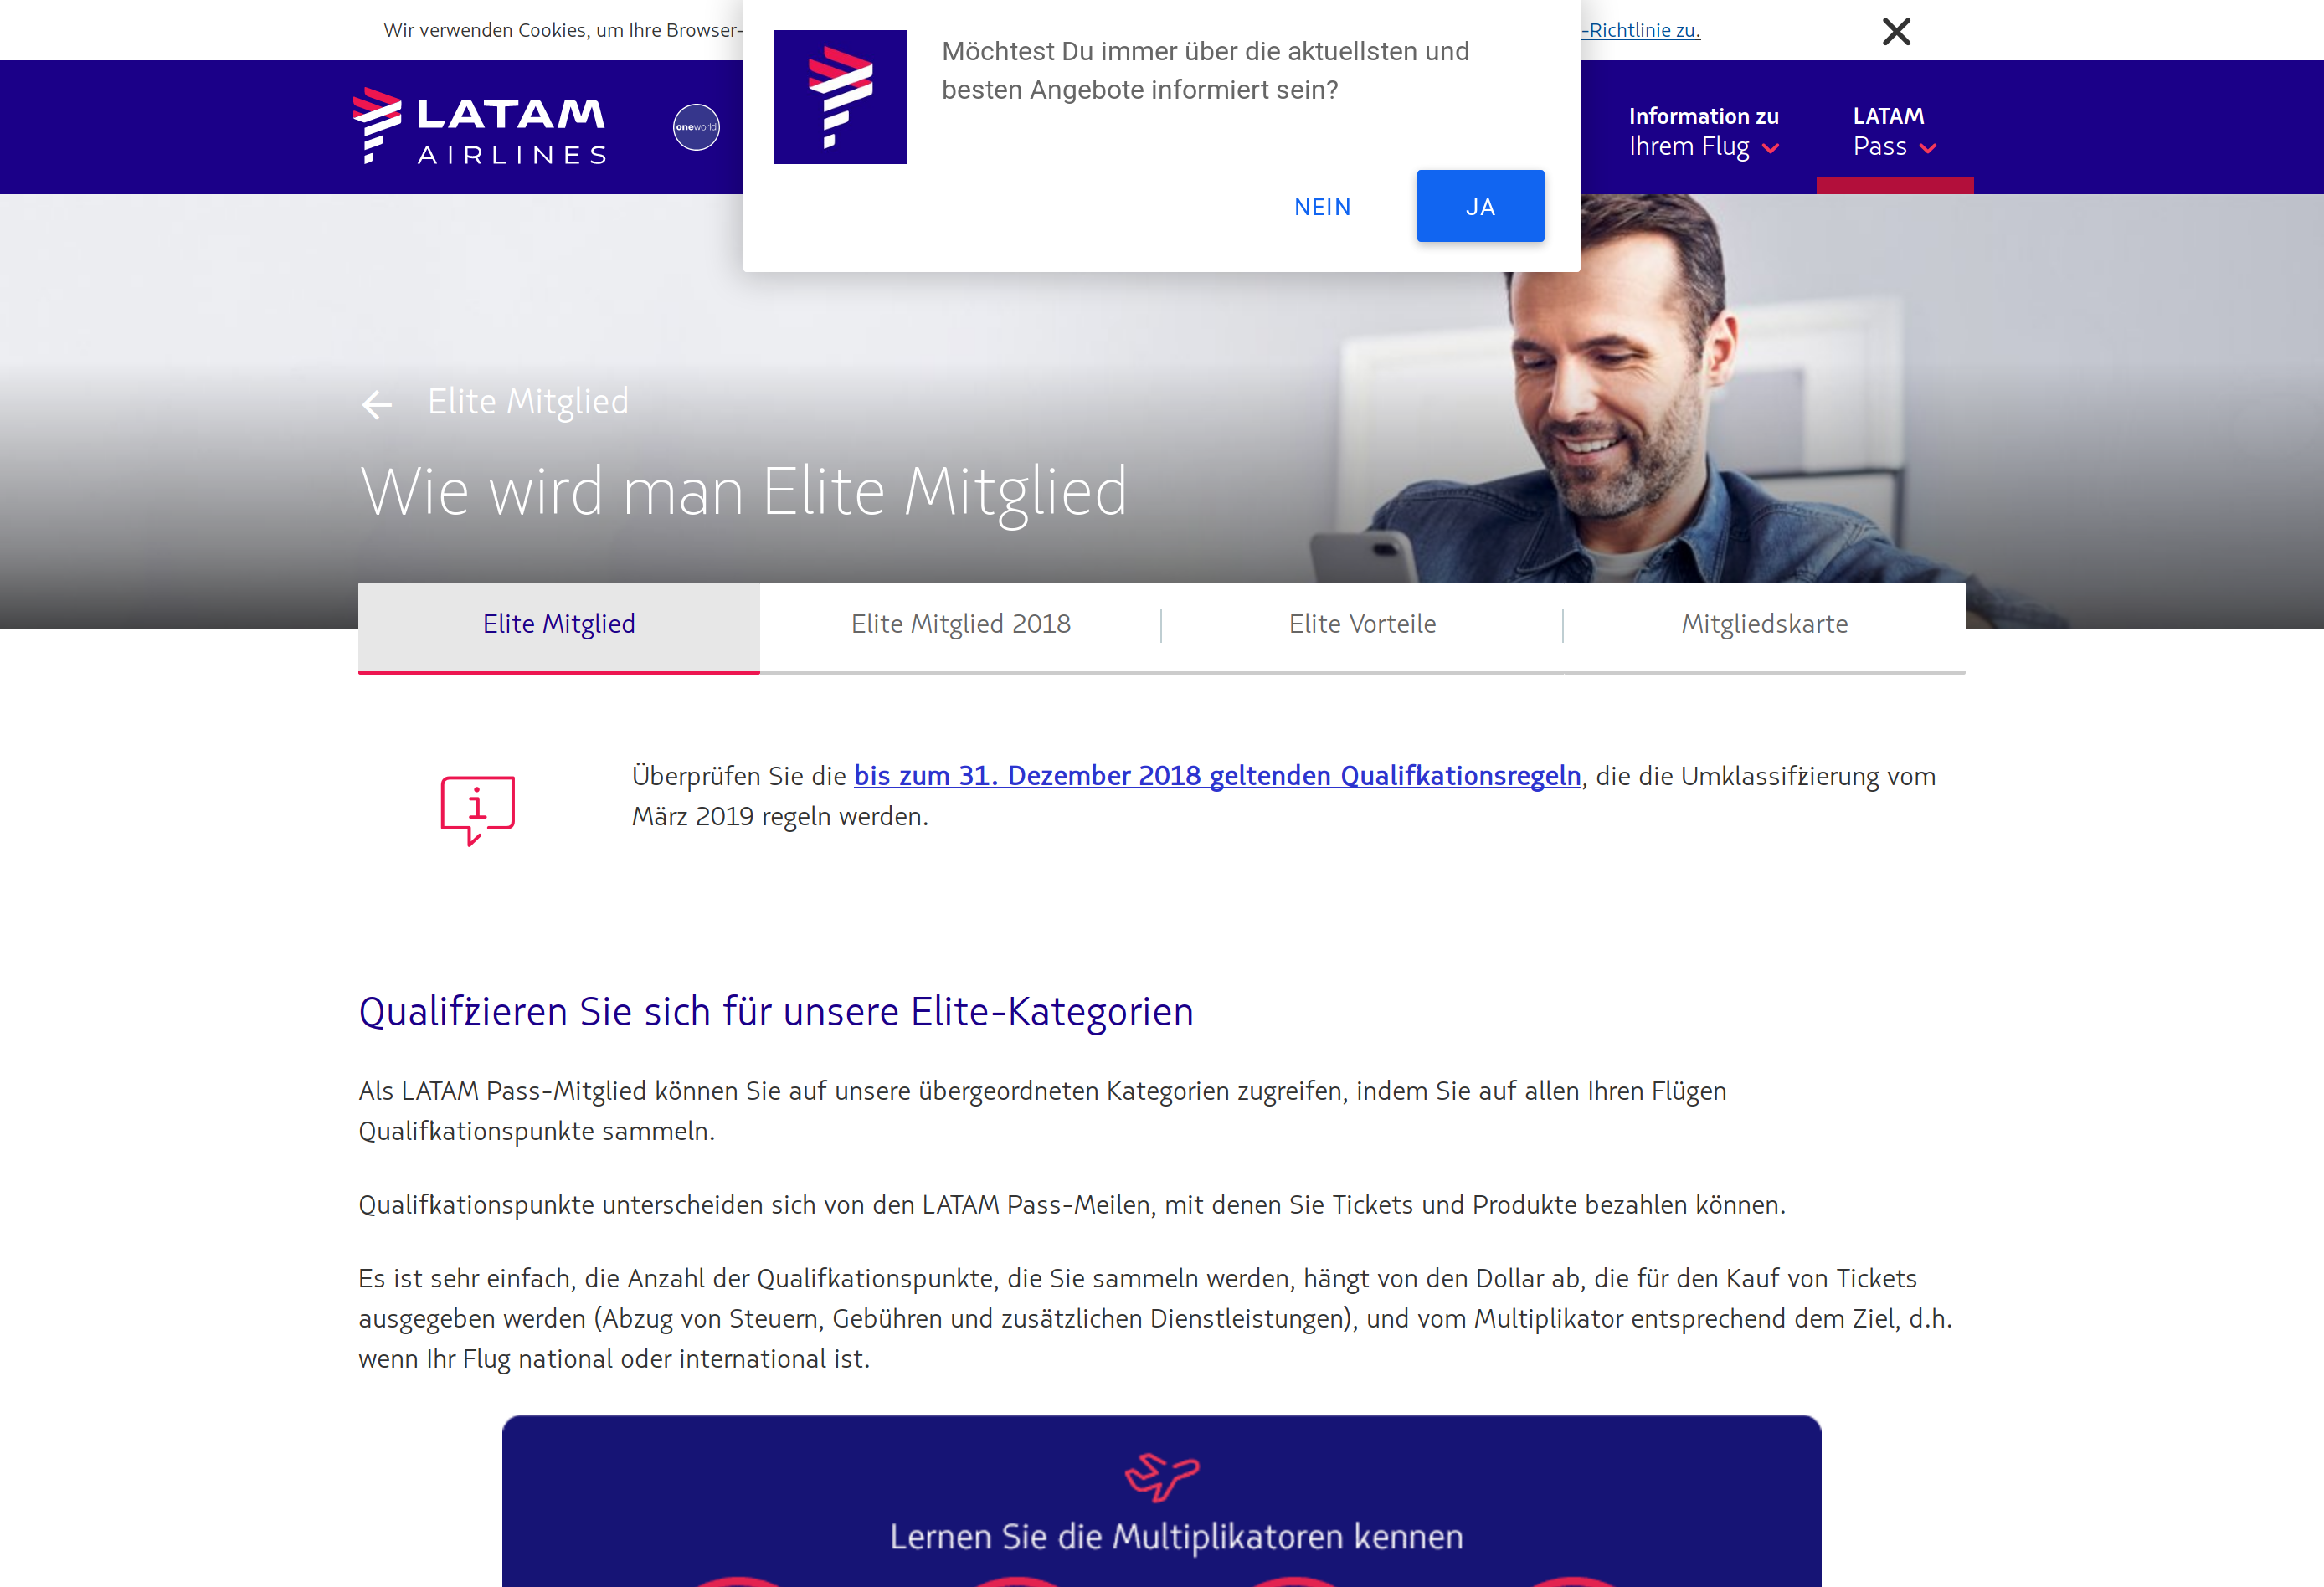 Wir verwenden Cookies, um Ihre Browser-
-Richtlinie zu.
Möchtest Du immer über die aktuellsten und
besten Angebote informiert sein?
NEIN
JA
LATAM
AIRLINES
oneworld
Information zu
Ihrem Flug
LATAM
Pass
Elite Mitglied
Wie wird man Elite Mitglied
Elite Mitglied
Elite Mitglied 2018
Elite Vorteile
Mitgliedskarte
Überprüfen Sie die bis zum 31. Dezember 2018 geltenden Qualifikationsregeln, die die Umklassifizierung vom
März 2019 regeln werden.
Qualifizieren Sie sich für unsere Elite-Kategorien
Als LATAM Pass-Mitglied können Sie auf unsere übergeordneten Kategorien zugreifen, indem Sie auf allen Ihren Flügen
Qualifikationspunkte sammeln.
Qualifikationspunkte unterscheiden sich von den LATAM Pass-Meilen, mit denen Sie Tickets und Produkte bezahlen können.
Es ist sehr einfach, die Anzahl der Qualifikationspunkte, die Sie sammeln werden, hängt von den Dollar ab, die für den Kauf von Tickets
ausgegeben werden (Abzug von Steuern, Gebühren und zusätzlichen Dienstleistungen), und vom Multiplikator entsprechend dem Ziel, d.h.
wenn Ihr Flug national oder international ist.
Lernen Sie die Multiplikatoren kennen